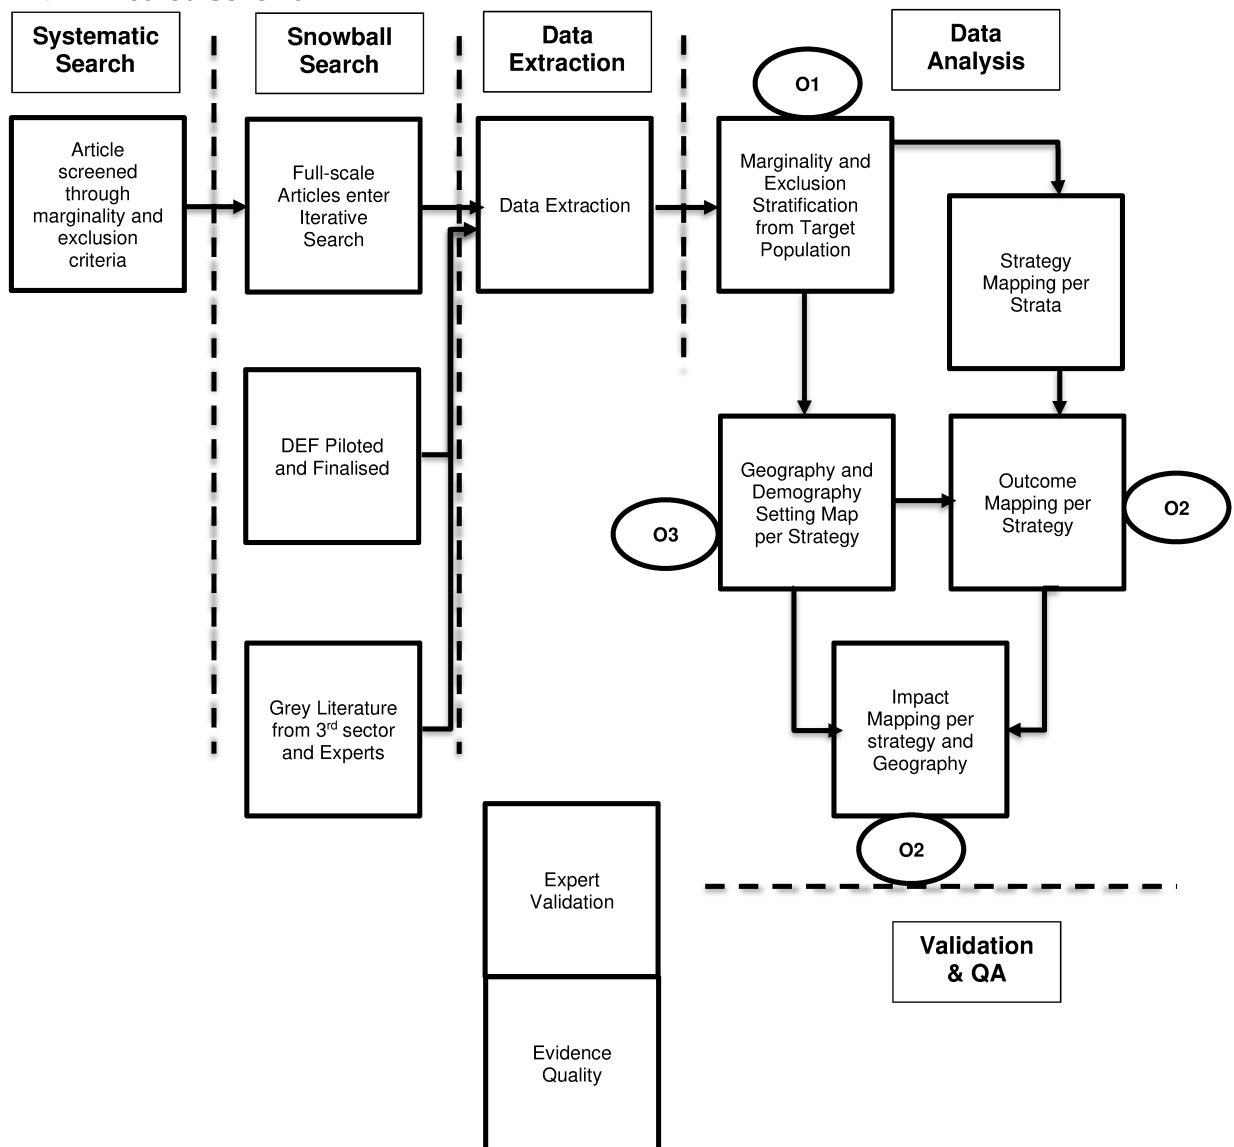 Systematic
Search
Snowball
Search
Data
Extraction
Data
Analysis
O1
Article
screened
through
marginality and
exclusion
criteria
Full-scale
Articles enter
Iterative
Search
Data Extraction
Marginality and
Exclusion
Stratification
from Target
Population
Strategy
Mapping per
Strata
DEF Piloted
and Finalised
Geography and
Demography
Setting Map
per Strategy
O3
Outcome
Mapping per
Strategy
O2
Grey Literature
from 3rd sector
and Experts
Impact
Mapping per
strategy and
Geography
O2
Expert
Validation
Validation
& QA
Evidence
Quality